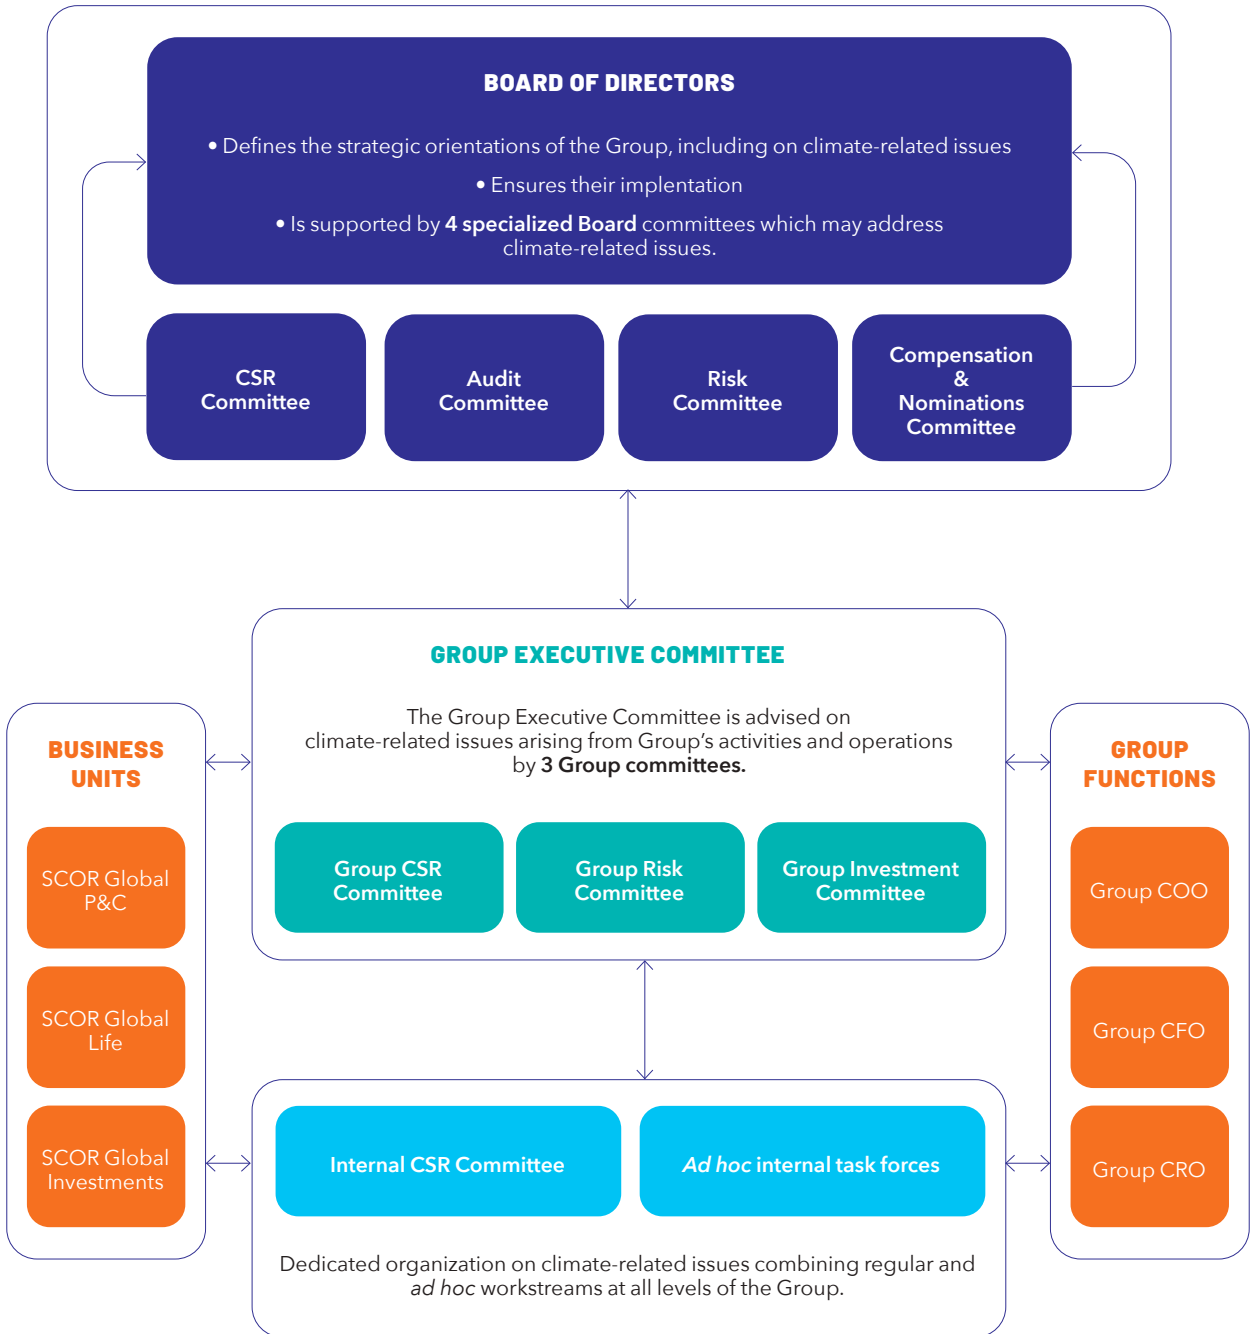 BOARD OF DIRECTORS
• Defines the strategic orientations of the Group, including on climate-related issues
• Ensures their implentation
• Is supported by 4 specialized Board committees which may address
climate-related issues.
CSR
Committee
Audit
Committee
Risk
Committee
Compensation
&
Nominations
Committee
GROUP EXECUTIVE COMMITTEE
The Group Executive Committee is advised on
climate-related issues arising from Group’s activities and operations
by 3 Group committees.
Group CSR
Committee
Group Risk
Committee
Group Investment
Committee
BUSINESS
UNITS
SCOR Global
P&C
SCOR Global
Life
SCOR Global
Investments
GROUP
FUNCTIONS
Group COO
Group CFO
Group CRO
Internal CSR Committee
Ad hoc internal task forces
Dedicated organization on climate-related issues combining regular and
ad hoc workstreams at all levels of the Group.